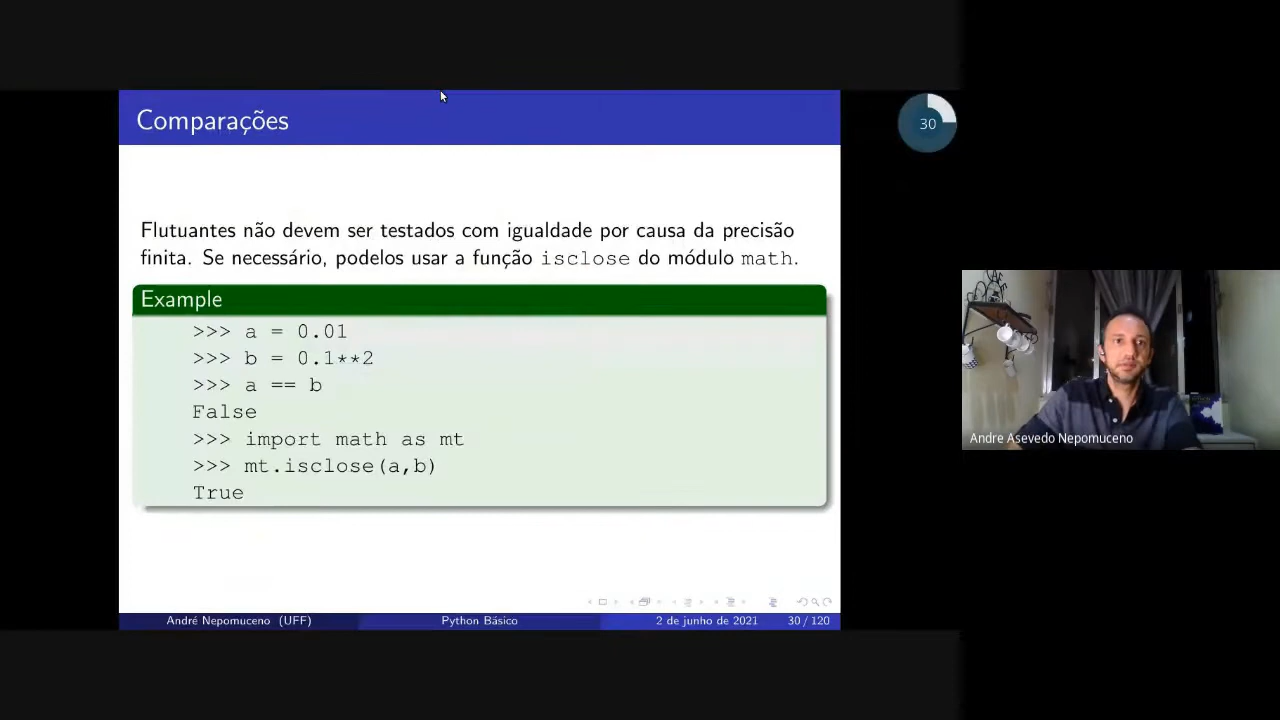 Comparações
30
Flutuantes não devem ser testados com igualdade por causa da precisão
finita. Se necessário, podelos usar a função isclose do módulo math.
Example
>>> a = 0.01
>>> b = 0.1**2
>>> a == b
False
>>> import math as mt
>>> mt.isclose(a,b)
True
Andre Asevedo Nepomuceno
André Nepomuceno (UFF) Python Básico 2 de junho de 2021 30 / 120